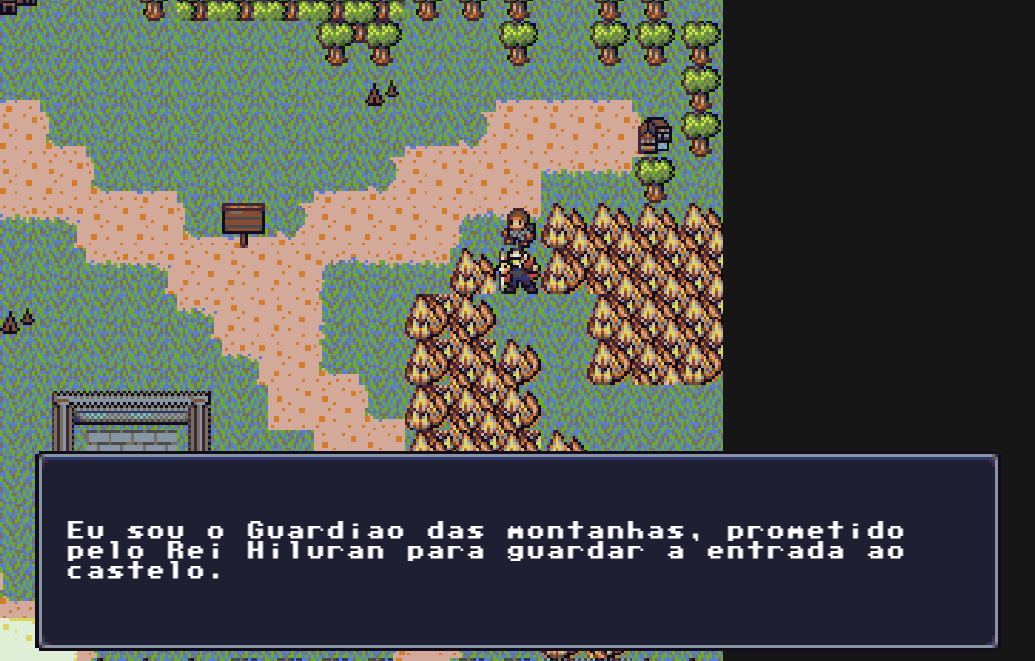 Eu sou o Guardiao das montanhas, prometido
pelo Rei Hiluran para guardar a entrada ao
castelo.